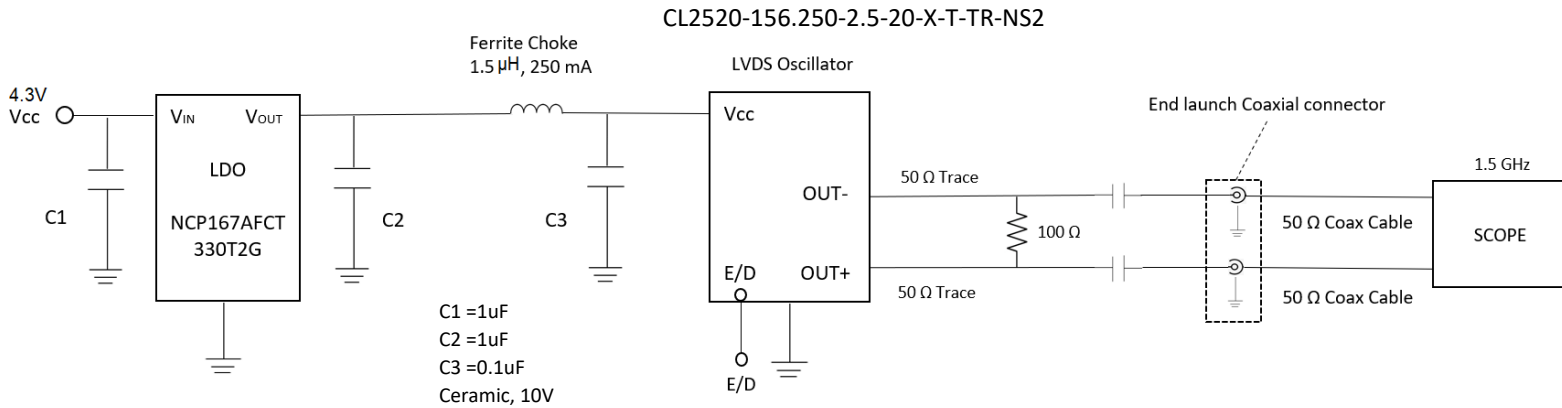 CL2520-156.250-2.5-20-X-T-TR-NS2
Ferrite Choke
1.5 µH, 250 mA
LVDS Oscillator
4.3V
Vcc
VIN
VOUT
LDO
NCP167AFCT
330T2G
C1
C2
C3
Vcc
OUT-
OUT+
E/D
E/D
C1 =1uF
C2 =1uF
C3 =0.1uF
Ceramic, 10V
50 Ω Trace
100 Ω
50 Ω Trace
End launch Coaxial connector
50 Ω Coax Cable
50 Ω Coax Cable
1.5 GHz
SCOPE